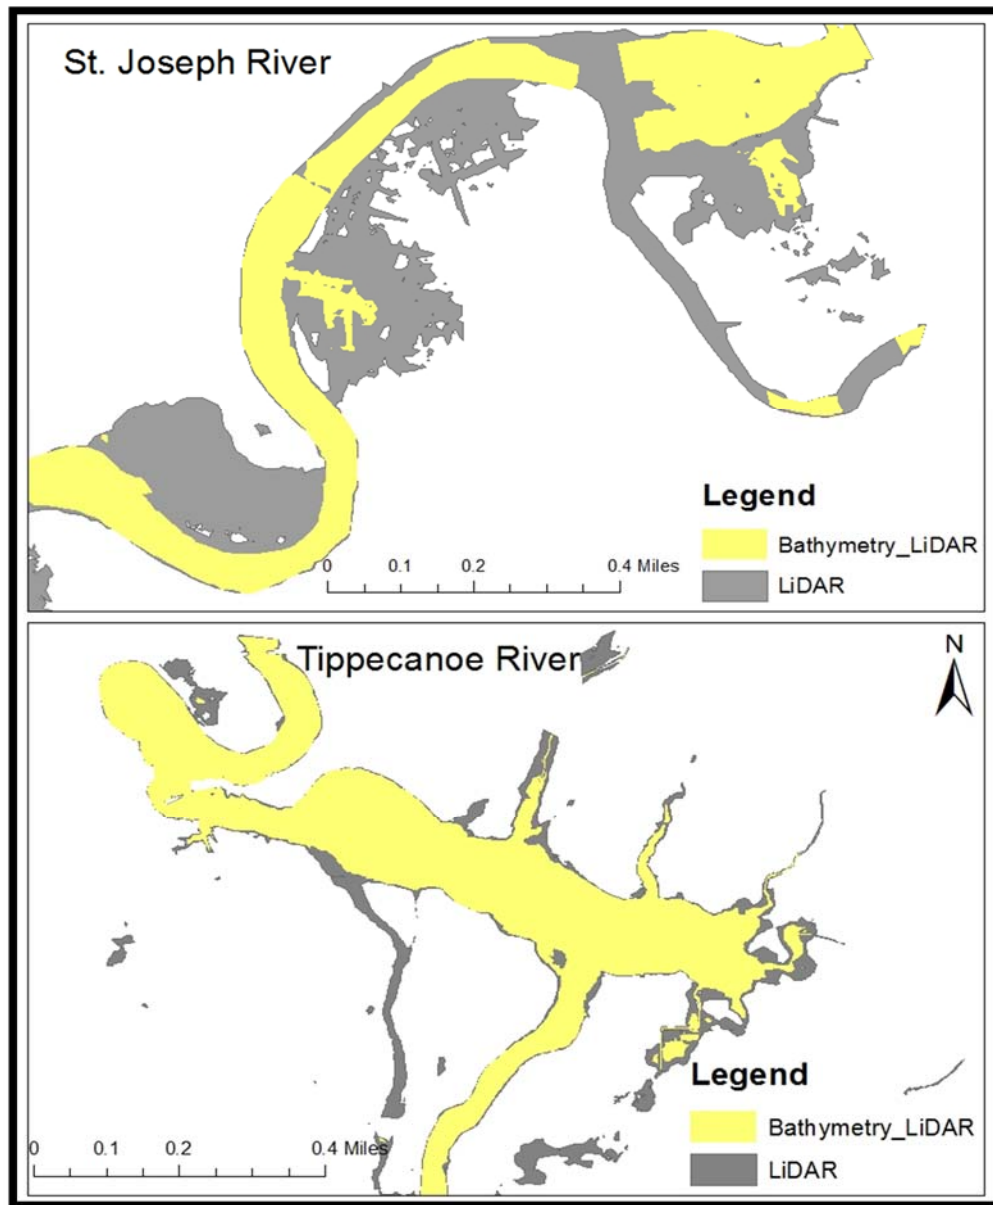 St. Joseph River
Legend
Bathymetry_LiDAR
LiDAR
0 0.1 0.2 0.4 Miles
Tippecanoe River
N
Legend
Bathymetry_LiDAR
LiDAR
0 0.1 0.2 0.4 Miles